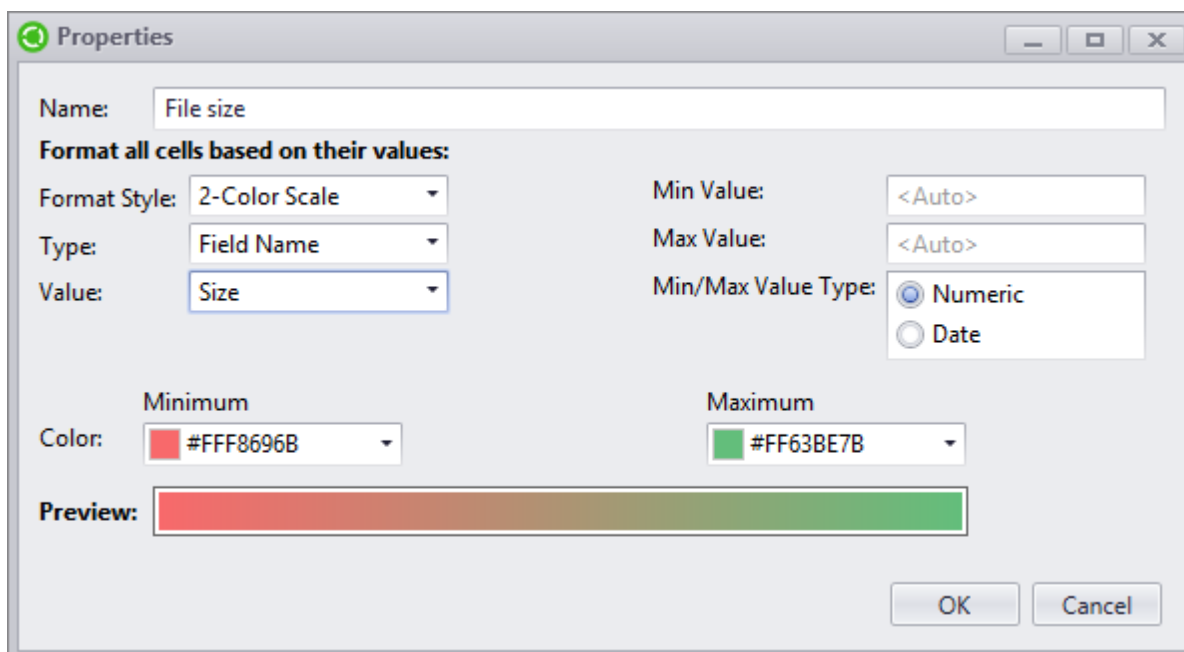 Properties
Name: File size
Format all cells based on their values:
Format Style: 2-Color Scale
Min Value: <Auto>
Type: Field Name
Max Value: <Auto>
Value: Size
Min/Max Value Type: Numeric
Date
Minimum
Maximum
Color: #FFF8696B
#FF63BE7B
Preview:
OK
Cancel